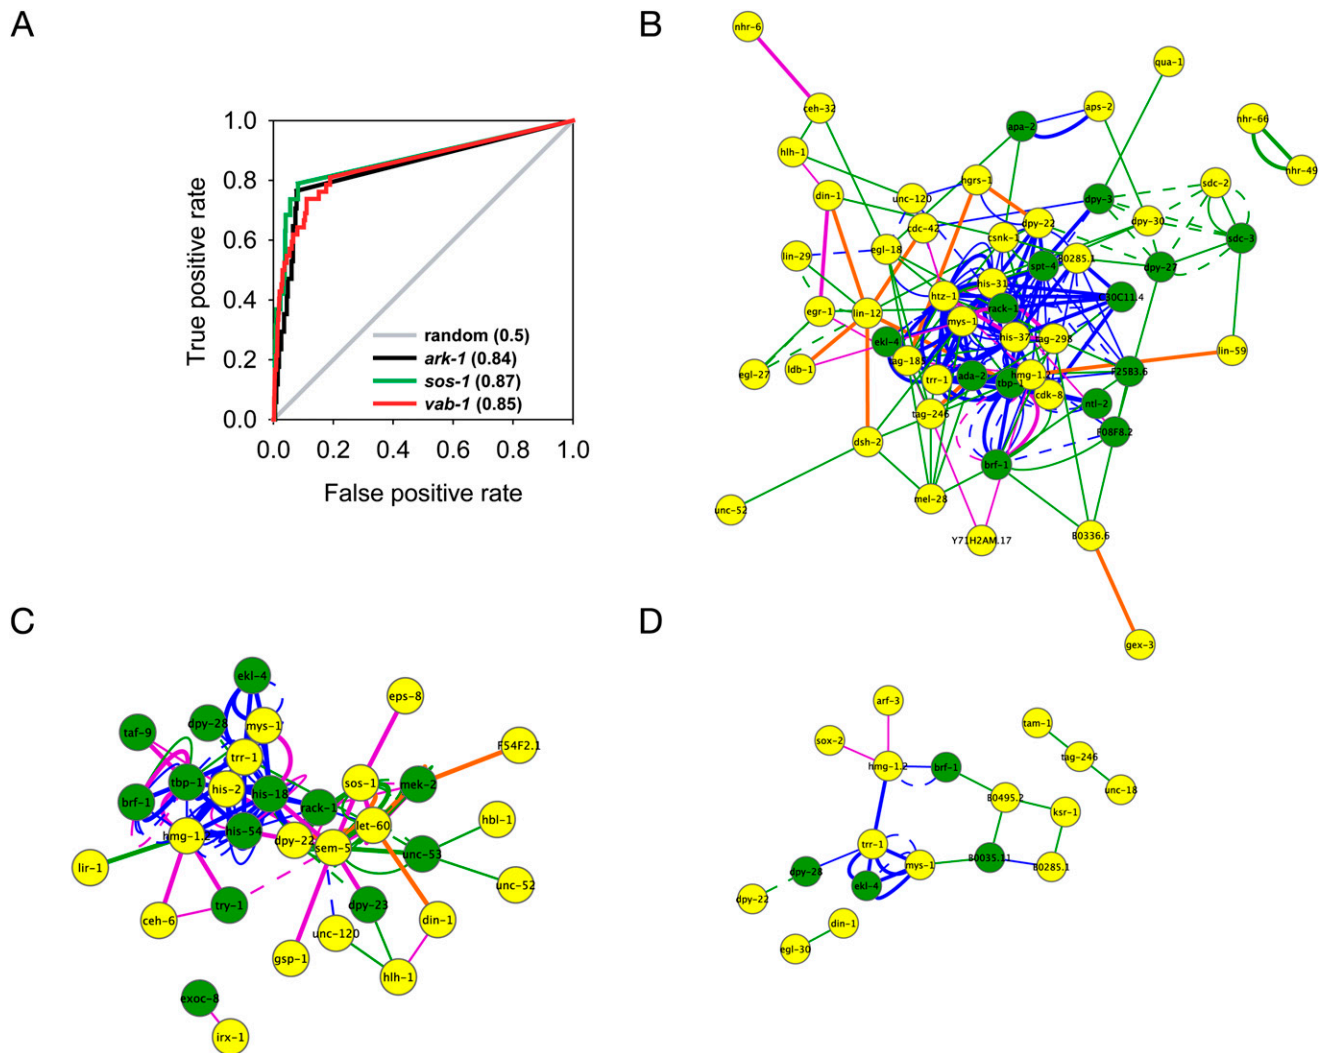 A
True positive rate
1.0
0.8
0.6
0.4
0.2
0.0
0.0 0.2 0.4 0.6 0.8 1.0
False positive rate
random (0.5)
ark-1 (0.84)
sos-1 (0.87)
vab-1 (0.85)
B
nhr-6
qua-1
ceh-32
aps-2
apa-2
nhr-66
hlh-1
nhr-49
hgrs-1
sdc-2
din-1
unc-120
dpy-3
cdc-42
dpy-22
dpy-30
csnk-1
sdc-3
lin-29
egl-18
spt-4
B0285.1
dpy-27
his-31
htz-1
rack-1
egr-1
lin-12
mys-1
his-37
tag-298
ekl-4
lin-59
tag-185
ldb-1
egl-27
trr-1
ada-2
tbp-1
hmg-1.2
F25B3.6
cdk-8
ntl-2
tag-246
F08F8.2
dsh-2
brf-1
mel-28
unc-52
Y71H2AM.17
B0336.6
gex-3
C
ekl-4
eps-8
taf-9
dpy-28
mys-1
F54F2.1
trr-1
tbp-1
sos-1
mek-2
his-2
his-18
brf-1
rack-1
hbl-1
let-60
hmg-1.2
his-54
dpy-22
sem-5
unc-53
lir-1
unc-52
try-1
dpy-23
ceh-6
din-1
unc-120
gsp-1
hlh-1
exoc-8
irx-1
D
arf-3
tam-1
sox-2
tag-246
hmg-1.2
brf-1
unc-18
B0495.2
ksr-1
trr-1
dpy-28
mys-1
B0035.11
B0285.1
ekl-4
dpy-22
din-1
egl-30